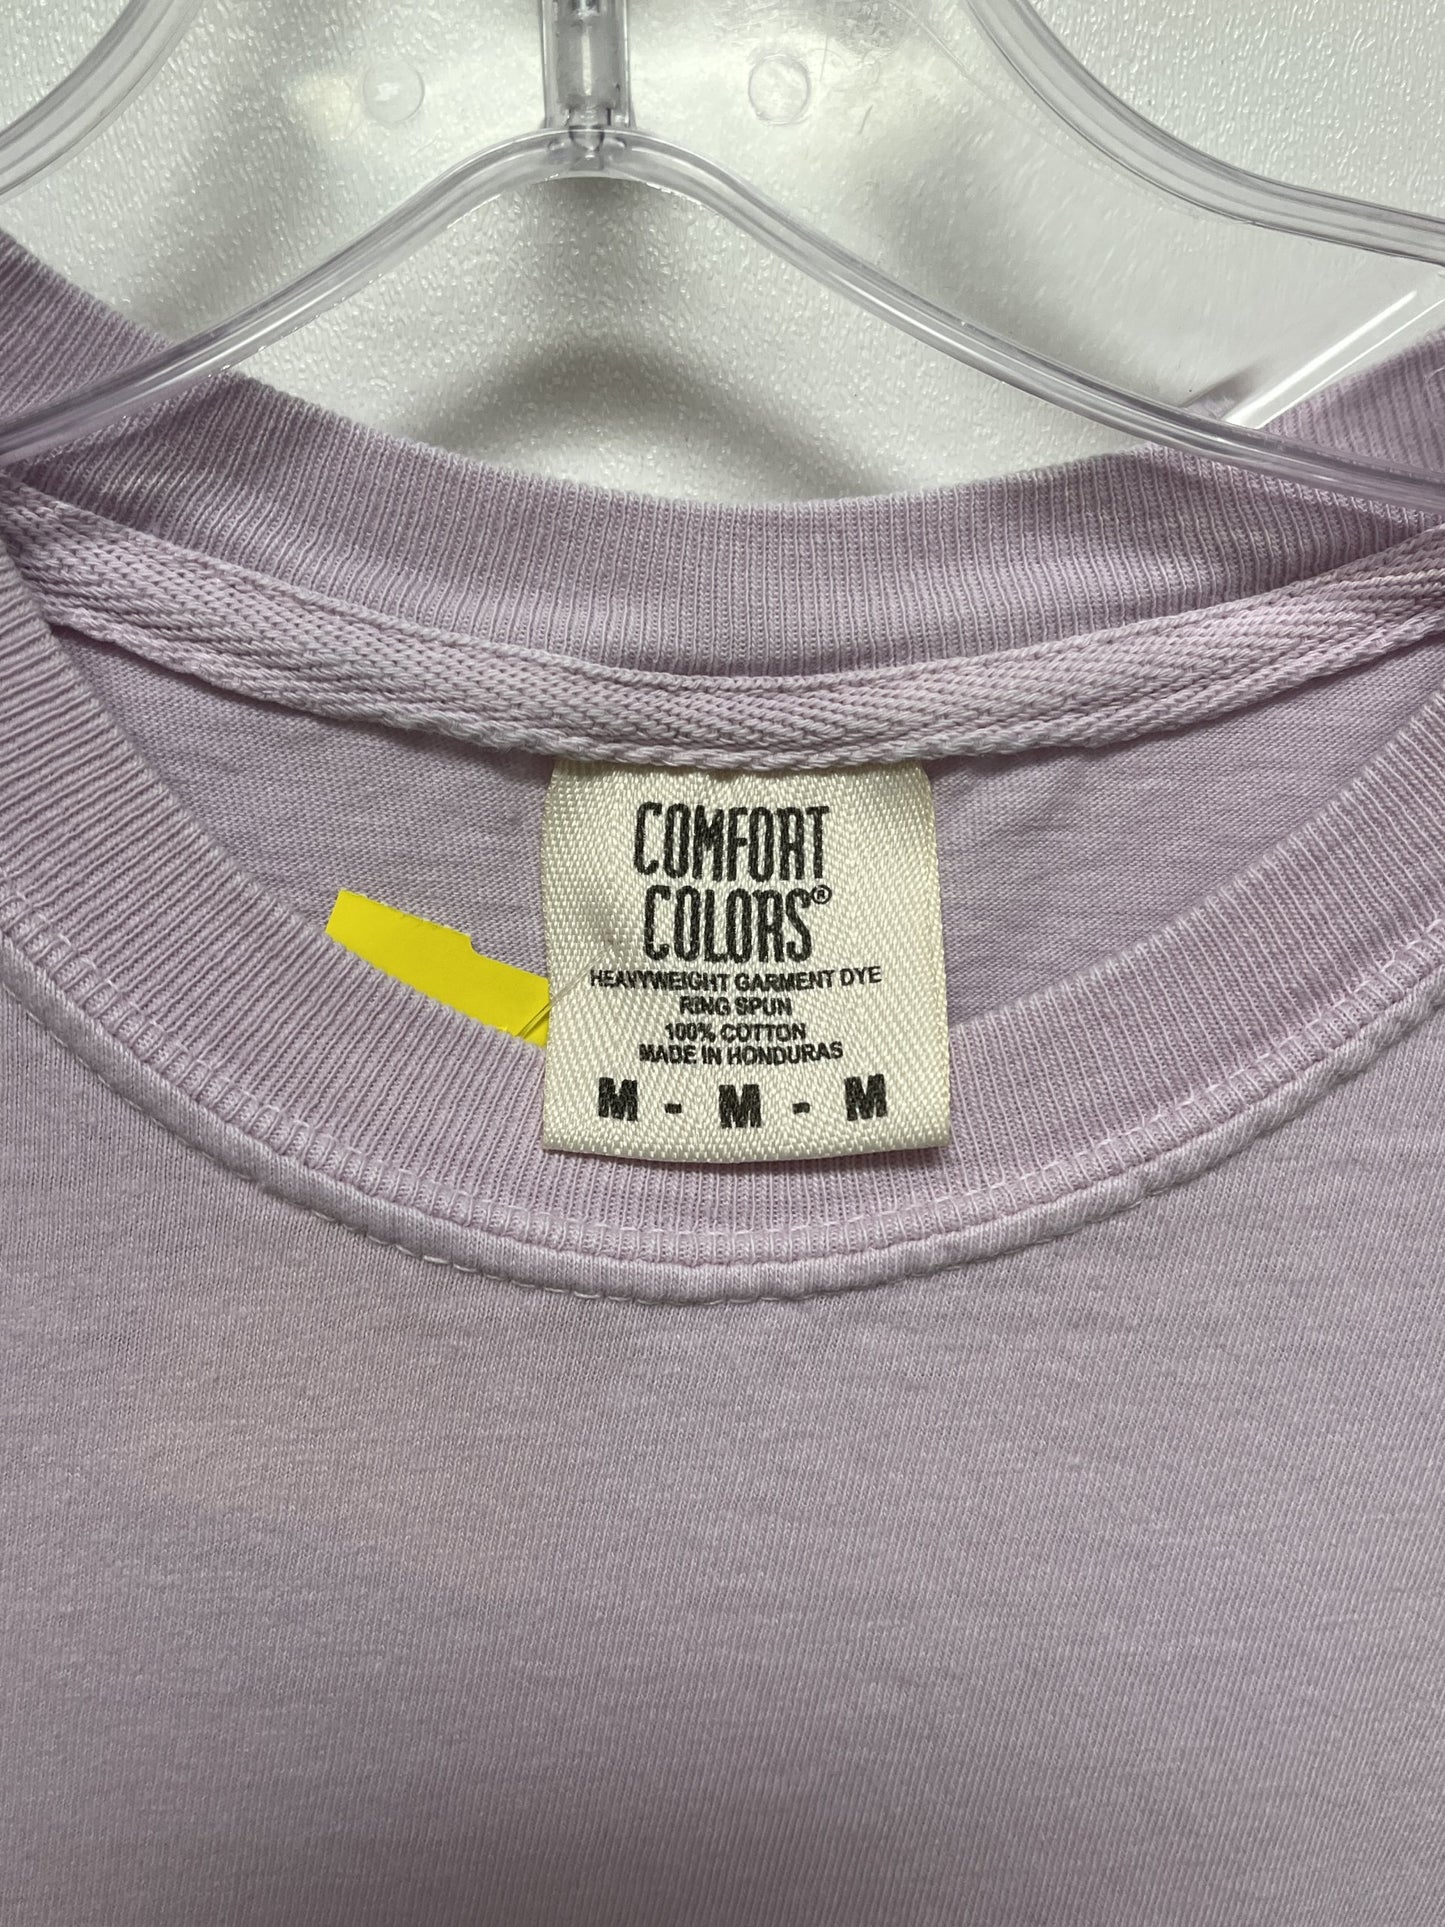 COMFORT
COLORS®
HEAVYWEIGHT GARMENT DYE
RING SPUN
100% COTTON
MADE IN HONDURAS
M - M - M